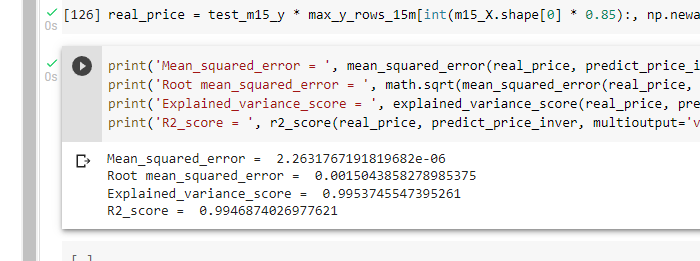 [126] real_price = test_m15_y * max_y_rows_15m[int(m15_X.shape[0] * 0.85):, np.newa
0s
print('Mean_squared_error = ', mean_squared_error(real_price, predict_price_i
0s
print('Root mean_squared_error = ', math.sqrt(mean_squared_error(real_price,
print('Explained_variance_score = ', explained_variance_score(real_price, pre
print('R2_score = ', r2_score(real_price, predict_price_inver, multioutput='v
Mean_squared_error =  2.2631767191819682e-06
Root mean_squared_error =  0.0015043858278985375
Explained_variance_score =  0.9953745547395261
R2_score =  0.9946874026977621
[ ]